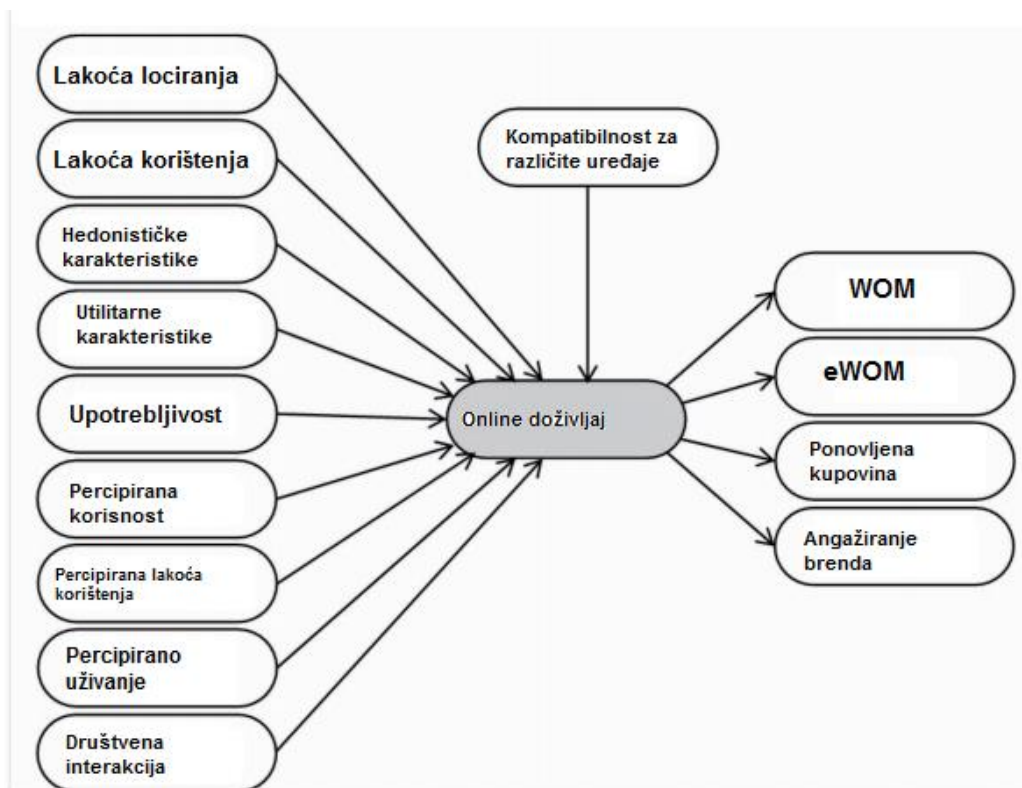 Lakoća lociranja
Lakoća korištenja
Hedonističke
karakteristike
Utilitarne
karakteristike
Upotrebljivost
Percipirana
korisnost
Percipirana lakoća
korištenja
Percipirano
uživanje
Društvena
interakcija
Kompatibilnost za
različite uređaje
Online doživljaj
WOM
eWOM
Ponovljena
kupovina
Angažiranje
brenda